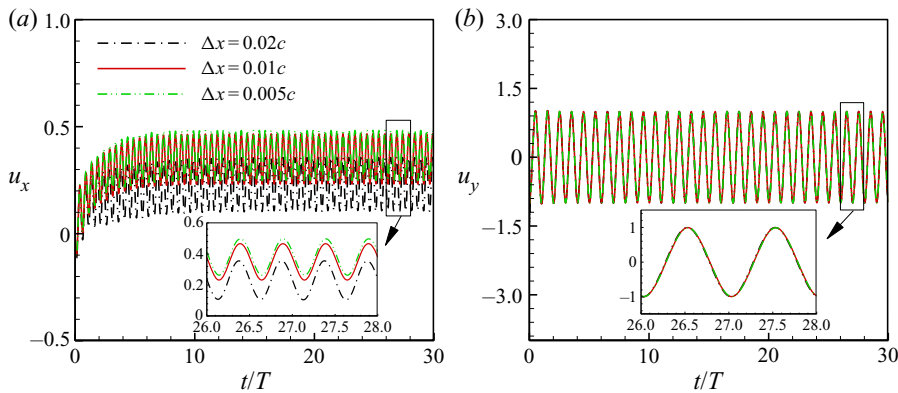 (a)
1.0
0.5
0
−0.5
u_x
Δx = 0.02c
Δx = 0.01c
Δx = 0.005c
0.6
0.4
0.2
0
26.0 26.5 27.0 27.5 28.0
0 10 20 30
t/T
(b)
3.0
1.5
0
−1.5
−3.0
u_y
1
0
−1
26.0 26.5 27.0 27.5 28.0
0 10 20 30
t/T